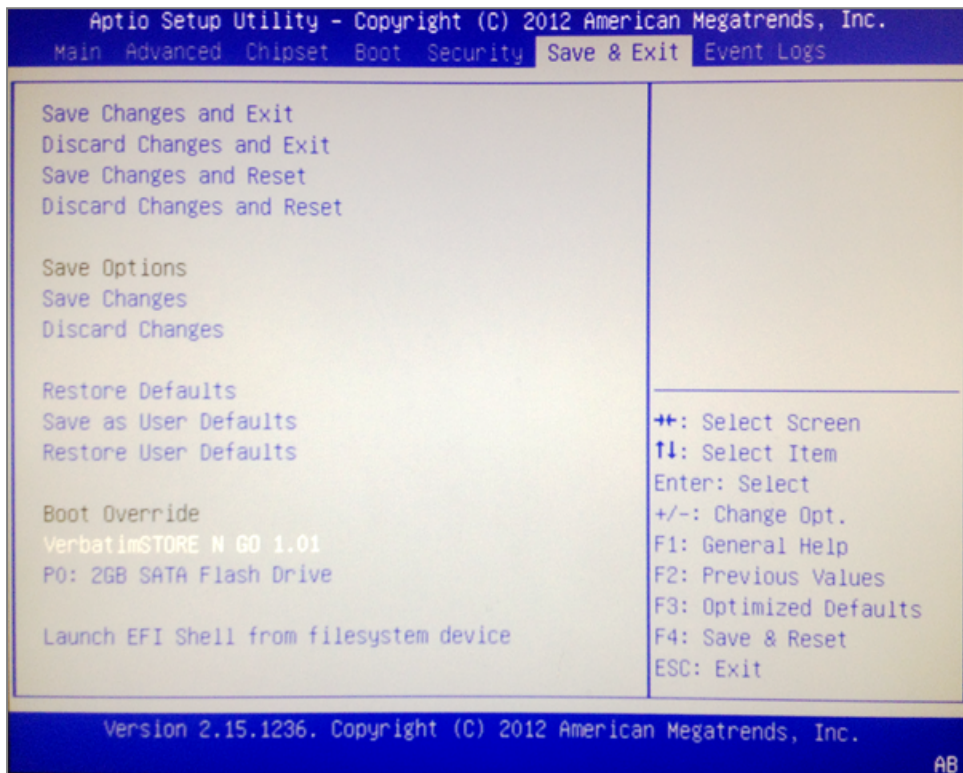 Aptio Setup Utility – Copyright (C) 2012 American Megatrends, Inc.
Main Advanced Chipset Boot Security Save & Exit Event Logs
Save Changes and Exit
Discard Changes and Exit
Save Changes and Reset
Discard Changes and Reset
Save Options
Save Changes
Discard Changes
Restore Defaults
Save as User Defaults
Restore User Defaults
Boot Override
VerbatimSTORE N GO 1.01
P0: 2GB SATA Flash Drive
Launch EFI Shell from filesystem device
→←: Select Screen
↑↓: Select Item
Enter: Select
+/-: Change Opt.
F1: General Help
F2: Previous Values
F3: Optimized Defaults
F4: Save & Reset
ESC: Exit
Version 2.15.1236. Copyright (C) 2012 American Megatrends, Inc.
AB